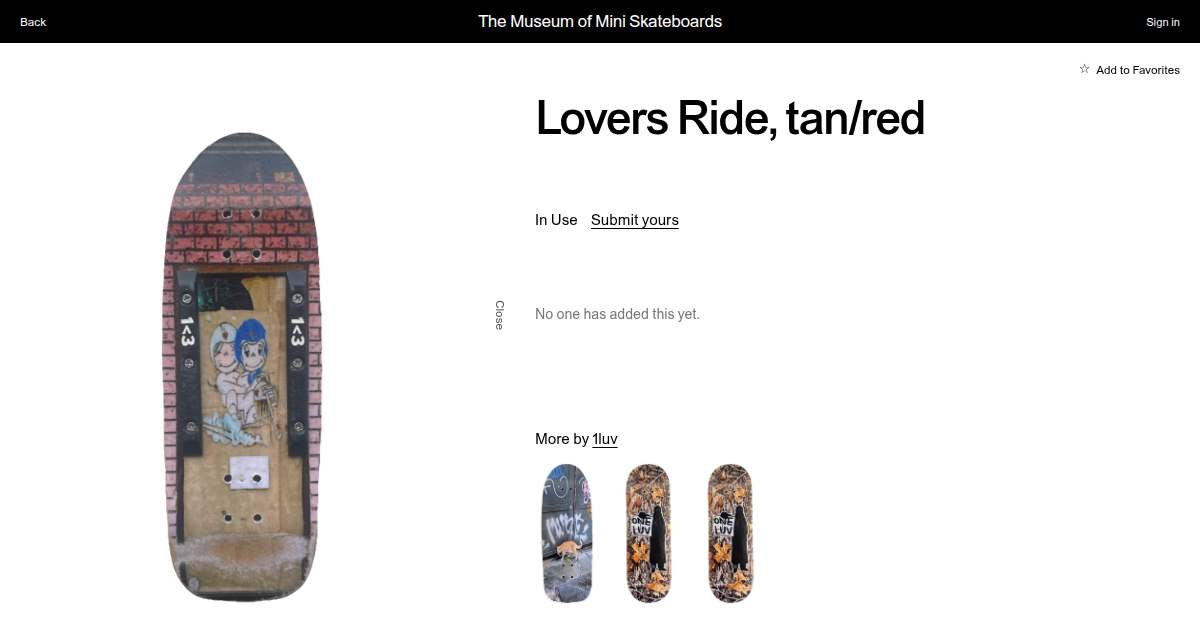 Back
The Museum of Mini Skateboards
Sign in
☆ Add to Favorites
Lovers Ride, tan/red
In Use Submit yours
Close
No one has added this yet.
1<3
1<3
More by 1luv
ONE
LUV
ONE
LUV